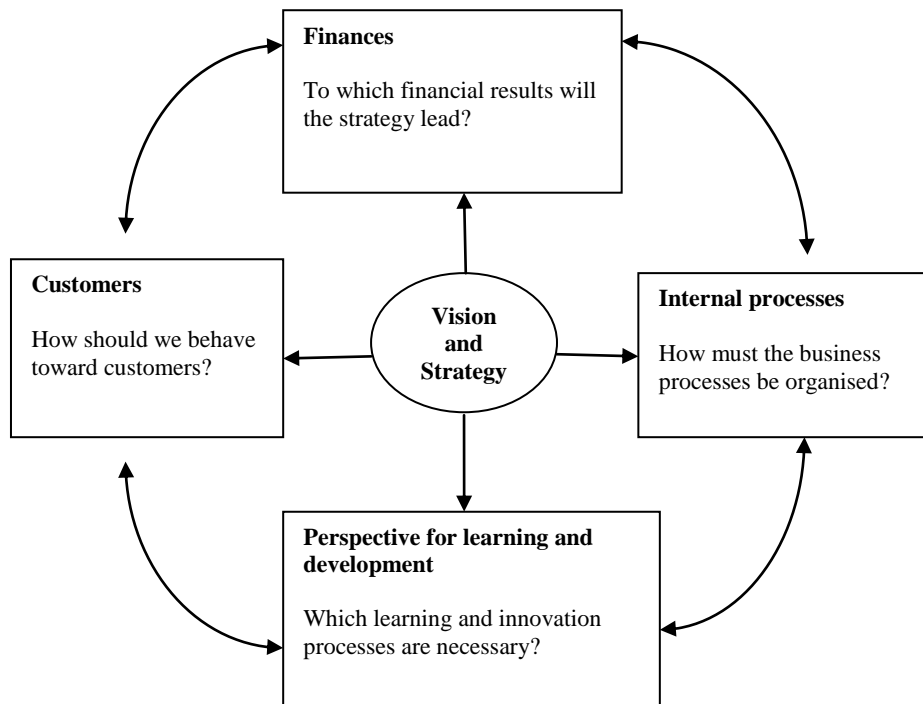 Finances
To which financial results will
the strategy lead?
Customers
How should we behave
toward customers?
Vision
and
Strategy
Internal processes
How must the business
processes be organised?
Perspective for learning and
development
Which learning and innovation
processes are necessary?